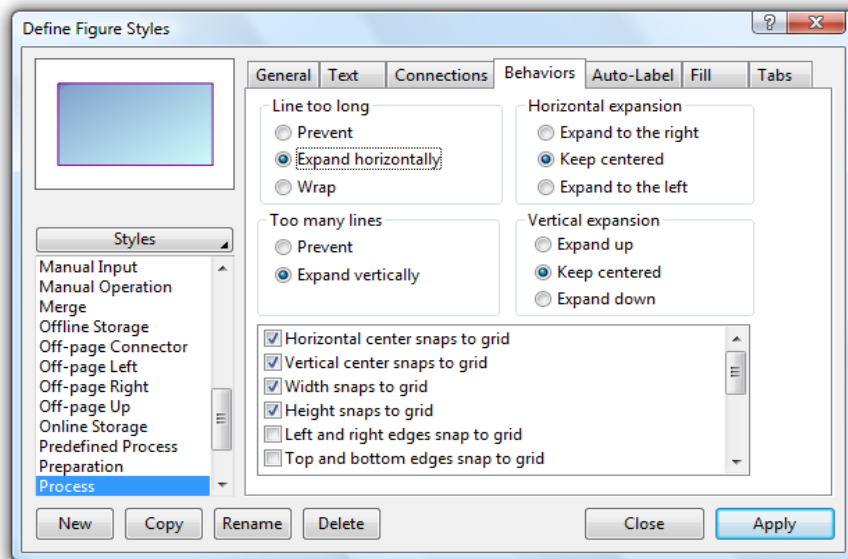 Define Figure Styles
?
General Text Connections Behaviors Auto-Label Fill Tabs
Line too long
Prevent
Expand horizontally
Wrap
Horizontal expansion
Expand to the right
Keep centered
Expand to the left
Too many lines
Prevent
Expand vertically
Vertical expansion
Expand up
Keep centered
Expand down
Styles
Manual Input
Manual Operation
Merge
Offline Storage
Off-page Connector
Off-page Left
Off-page Right
Off-page Up
Online Storage
Predefined Process
Preparation
Process
Horizontal center snaps to grid
Vertical center snaps to grid
Width snaps to grid
Height snaps to grid
Left and right edges snap to grid
Top and bottom edges snap to grid
New Copy Rename Delete Close Apply